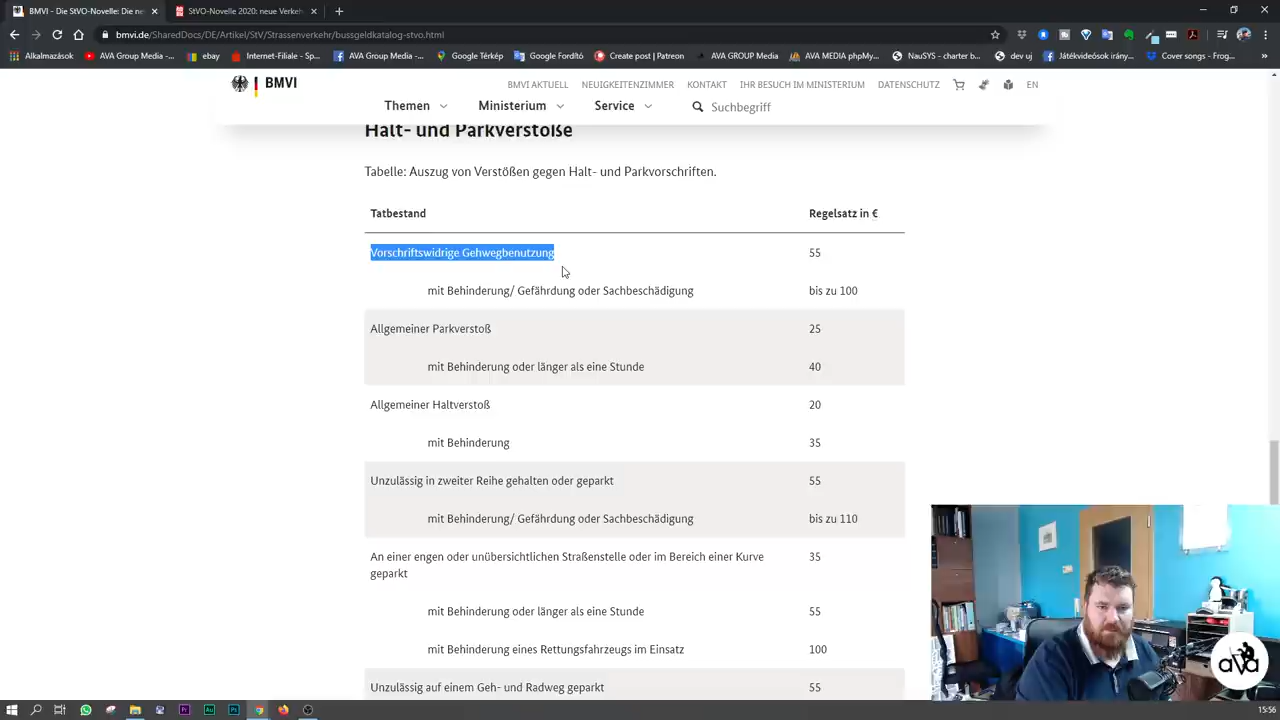 BMVI - Die StVO-Novelle: Die n
StVO-Novelle 2020: neue Verkehr
bmvi.de/SharedDocs/DE/Artikel/StV/Strassenverkehr/bussgeldkatalog-stvo.html
Alkalmazások
AVA GROUP Media -...
E-Mail
Internet-Filiale - Sp...
AVA GROUP Media -...
Google Térkép
Google Fordító
Create post | Patreon
AVA GROUP Media
AVA MEDIA phpMy...
NauSYS - charter b...
dev uj
Játékvideósok iráng...
Cover Songs - Grow...
BMVI
BMVI AKTUELL
NEUIGKEITENZIMMER
KONTAKT
IHR BESUCH IM MINISTERIUM
DATENSCHUTZ
EN
Themen
Ministerium
Service
Suchbegriff
Halt- und Parkverstöße
Tabelle: Auszug von Verstößen gegen Halt- und Parkvorschriften.
Tatbestand Regelsatz in €
Vorschriftswidrige Gehwegbenutzung 55
mit Behinderung/ Gefährdung oder Sachbeschädigung bis zu 100
Allgemeiner Parkverstoß 25
mit Behinderung oder länger als eine Stunde 40
Allgemeiner Haltverstoß 20
mit Behinderung 35
Unzulässig in zweiter Reihe gehalten oder geparkt 55
mit Behinderung/ Gefährdung oder Sachbeschädigung bis zu 110
An einer engen oder unübersichtlichen Straßenstelle oder im Bereich einer Kurve 35
geparkt
mit Behinderung oder länger als eine Stunde 55
mit Behinderung eines Rettungsfahrzeugs im Einsatz 100
Unzulässig auf einem Geh- und Radweg geparkt 55
aVa
15:56